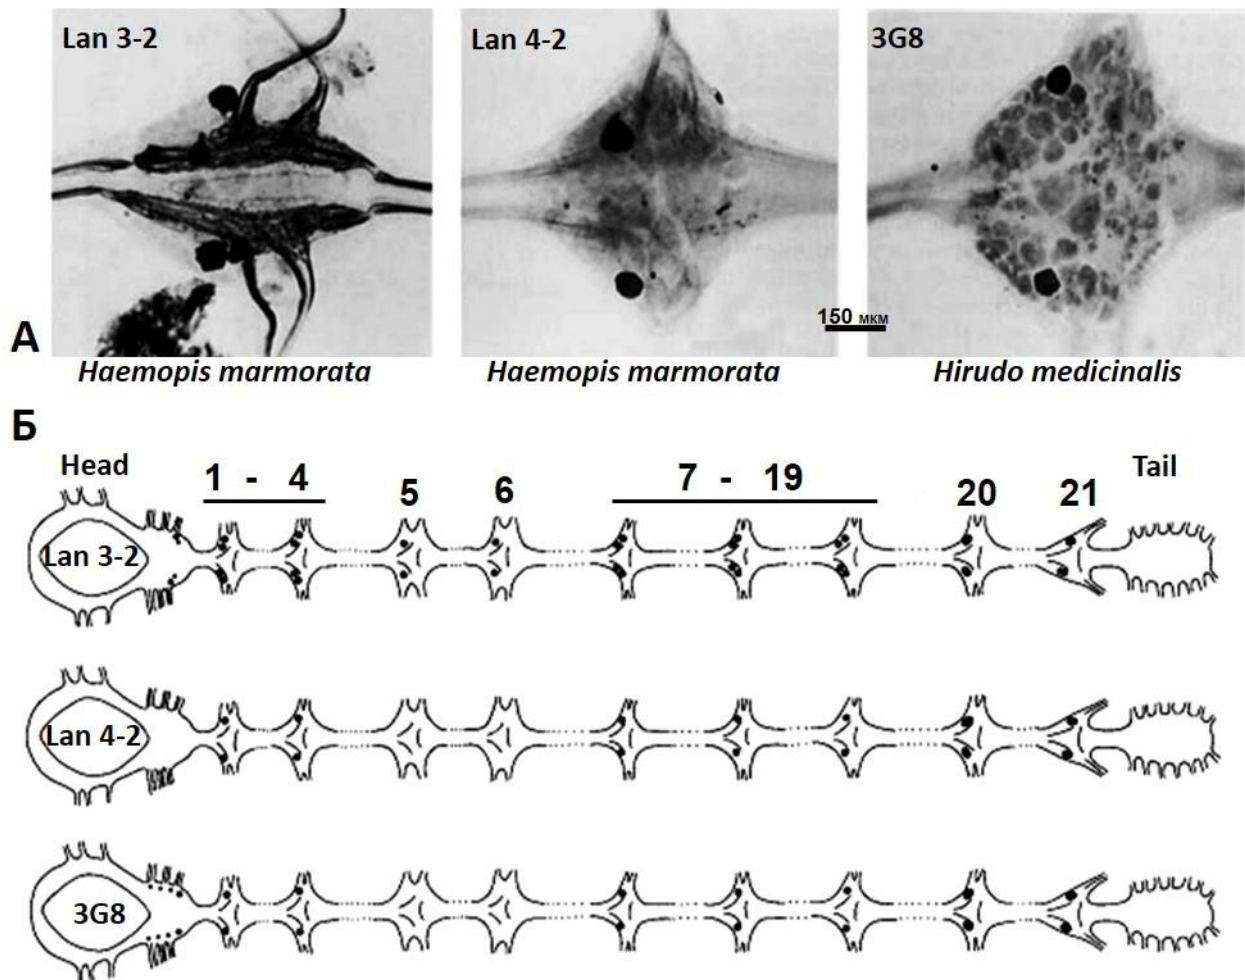 Lan 3-2
Lan 4-2
3G8
150 мкм
А
Haemopis marmorata
Haemopis marmorata
Hirudo medicinalis
Б
Head
1 - 4
5
6
7 - 19
20
21
Tail
Lan 3-2
Lan 4-2
3G8